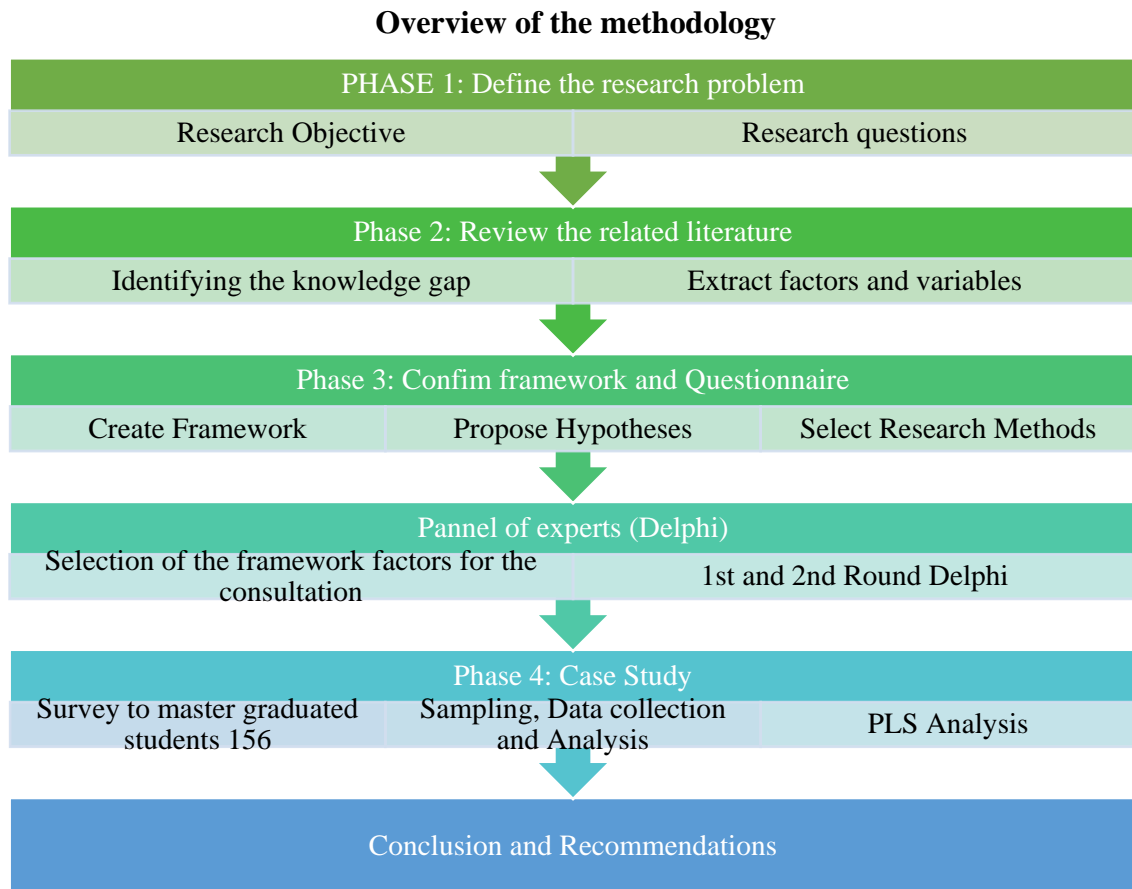 Overview of the methodology
PHASE 1: Define the research problem
Research Objective
Research questions
Phase 2: Review the related literature
Identifying the knowledge gap
Extract factors and variables
Phase 3: Confim framework and Questionnaire
Create Framework
Propose Hypotheses
Select Research Methods
Pannel of experts (Delphi)
Selection of the framework factors for the
consultation
1st and 2nd Round Delphi
Phase 4: Case Study
Survey to master graduated
students 156
Sampling, Data collection
and Analysis
PLS Analysis
Conclusion and Recommendations